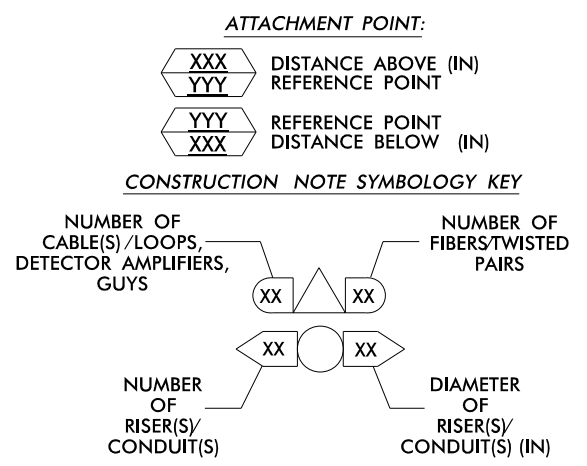 ATTACHMENT POINT:
XXX DISTANCE ABOVE (IN)
YYY REFERENCE POINT
YYY REFERENCE POINT
XXX DISTANCE BELOW (IN)
CONSTRUCTION NOTE SYMBOLOGY KEY
NUMBER OF
CABLE(S)/LOOPS,
DETECTOR AMPLIFIERS,
GUYS
NUMBER OF
FIBERS/TWISTED
PAIRS
XX XX
XX XX
NUMBER
OF
RISER(S)/
CONDUIT(S)
DIAMETER
OF
RISER(S)/
CONDUIT(S) (IN)